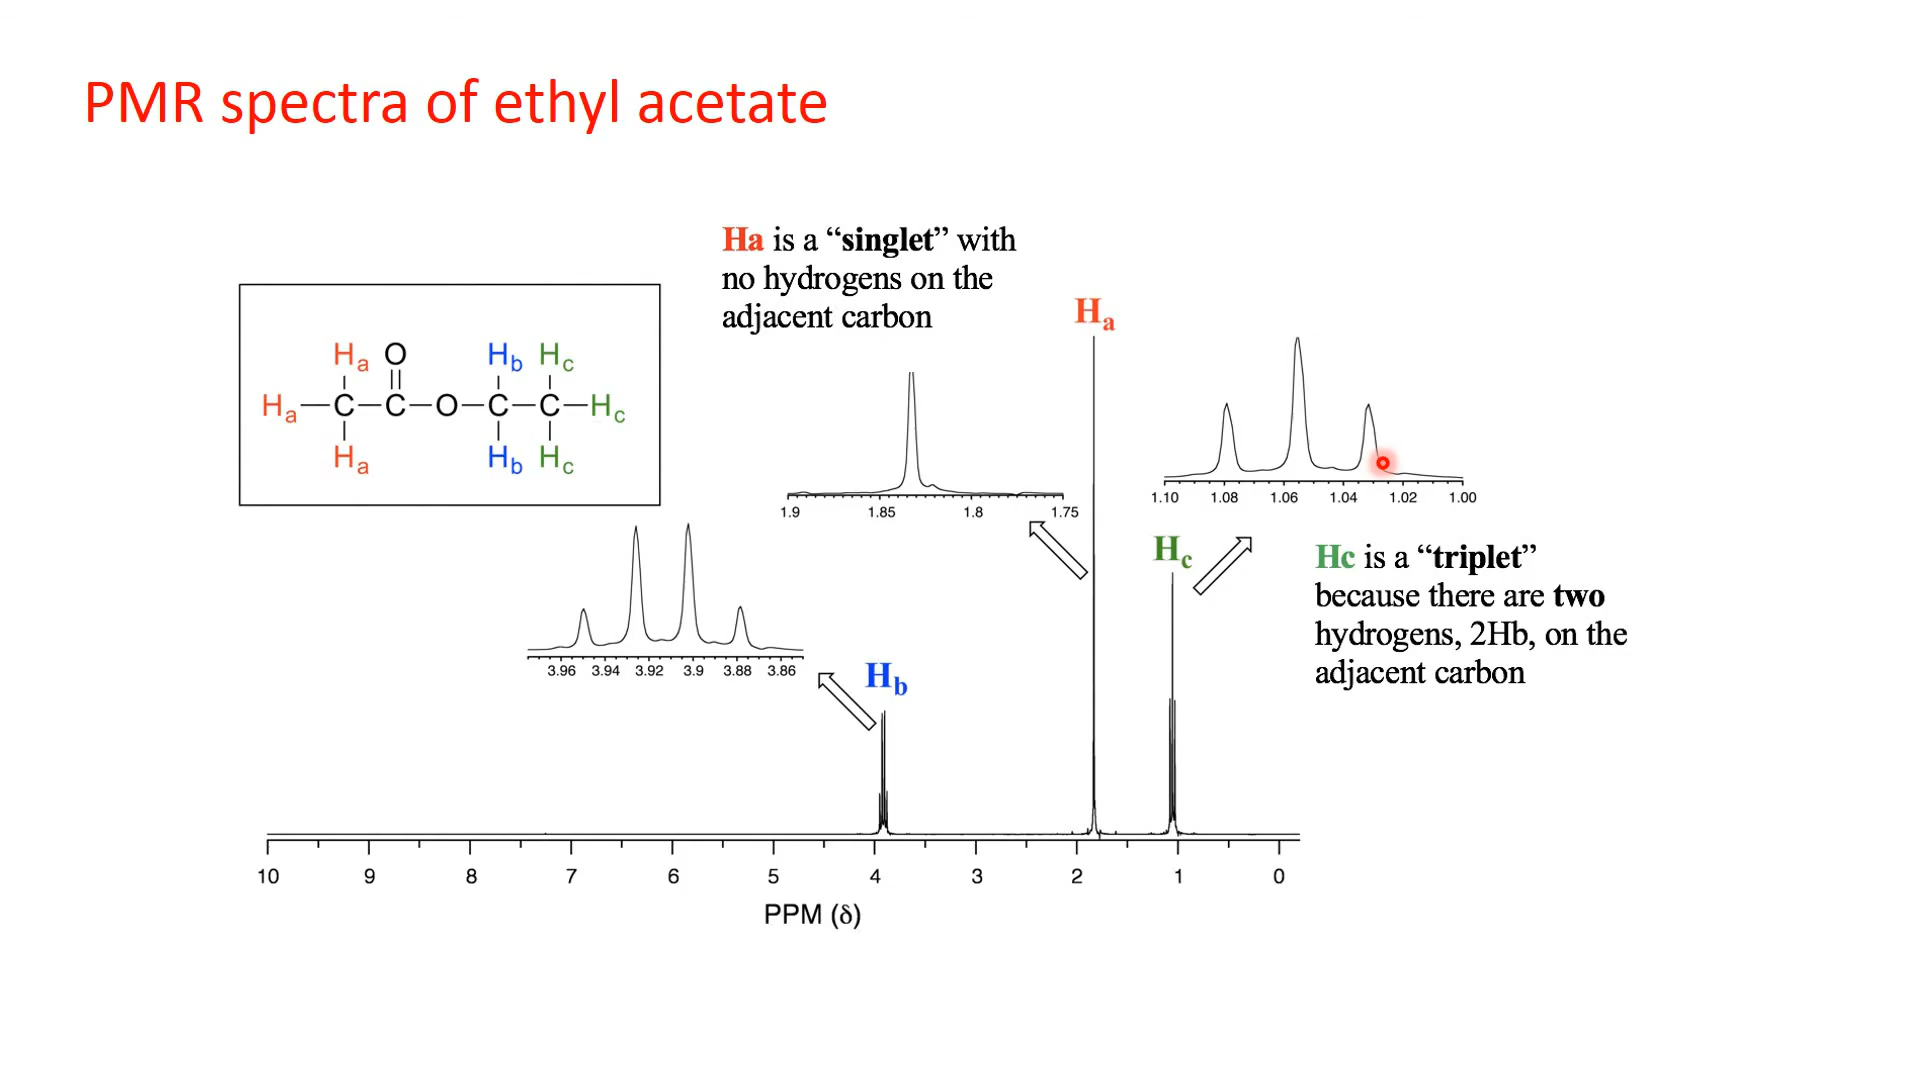 PMR spectra of ethyl acetate
Ha is a “singlet” with
no hydrogens on the
adjacent carbon
Ha
Ha O Hb Hc
Ha C C O C C Hc
Ha Hb Hc
1.9 1.85 1.8 1.75
1.10 1.08 1.06 1.04 1.02 1.00
Hc
Hc is a “triplet”
because there are two
hydrogens, 2Hb, on the
adjacent carbon
3.96 3.94 3.92 3.9 3.88 3.86
Hb
10 9 8 7 6 5 4 3 2 1 0
PPM (δ)